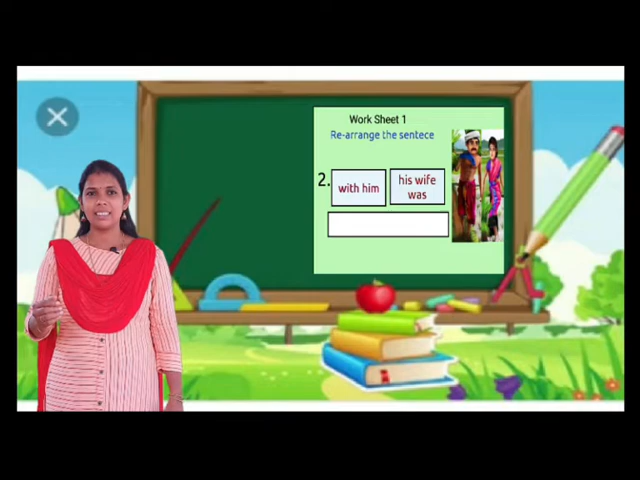 Work Sheet 1
Re-arrange the sentece
2.
with him
his wife
was